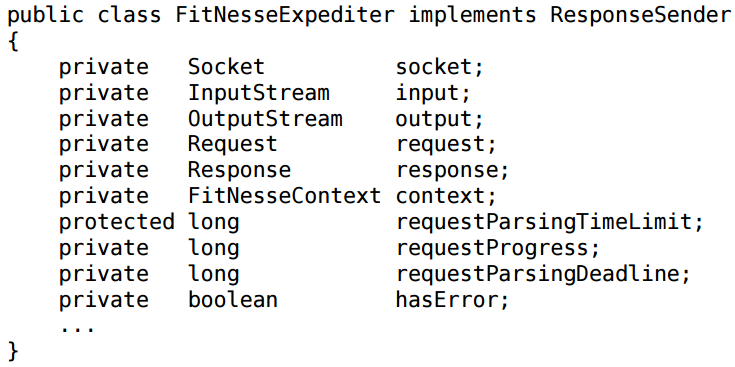 public class FitNesseExpediter implements ResponseSender
{
    private   Socket          socket;
    private   InputStream     input;
    private   OutputStream    output;
    private   Request         request;
    private   Response        response;
    private   FitNesseContext context;
    protected long            requestParsingTimeLimit;
    private   long            requestProgress;
    private   long            requestParsingDeadline;
    private   boolean         hasError;
    ...
}